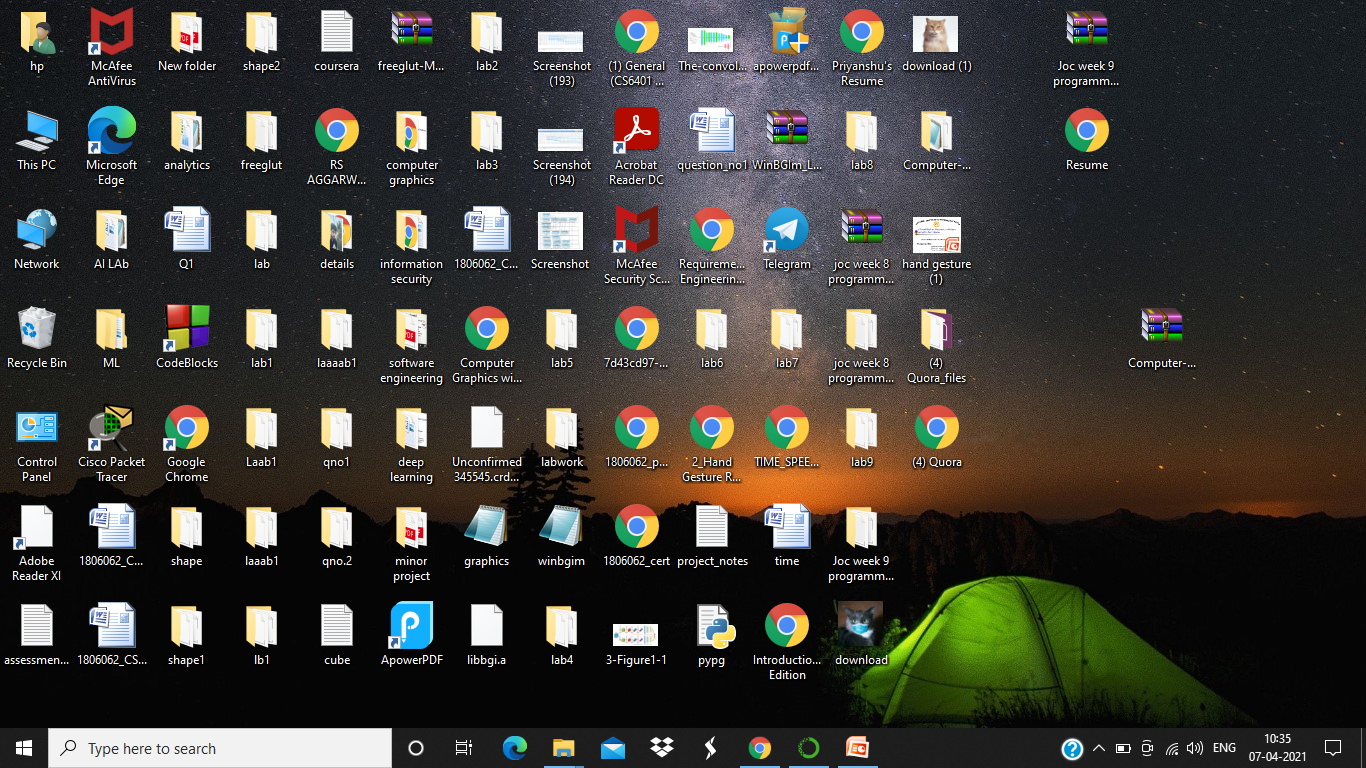 hp
McAfee
AntiVirus
New folder
shape2
coursera
freeglut-M...
lab2
Screenshot
(193)
(1) General
(CS6401 ...
The-convol...
apowerpdf...
Priyanshu's
Resume
download (1)
Joc week 9
programm...
This PC
Microsoft
Edge
analytics
freeglut
RS
AGGARW...
computer
graphics
lab3
Screenshot
(194)
Acrobat
Reader DC
question_no1
WinBGIm_L...
lab8
Computer-...
Resume
Network
AI LAb
Q1
lab
details
information
security
1806062_C...
Screenshot
McAfee
Security Sc...
Requireme...
Engineerin...
Telegram
joc week 8
programm...
hand gesture
(1)
Recycle Bin
ML
CodeBlocks
lab1
laaaab1
software
engineering
Computer
Graphics wi...
lab5
7d43cd97-...
lab6
lab7
joc week 8
programm...
(4)
Quora_files
Computer-...
Control
Panel
Cisco Packet
Tracer
Google
Chrome
Laab1
qno1
deep
learning
Unconfirmed
345545.crd...
labwork
1806062_p...
2_Hand
Gesture R...
TIME_SPEE...
lab9
(4) Quora
Adobe
Reader XI
1806062_C...
shape
laaab1
qno.2
minor
project
graphics
winbgim
1806062_cert
project_notes
time
Joc week 9
programm...
assessmen...
1806062_CS...
shape1
lb1
cube
ApowerPDF
libbgi.a
lab4
3-Figure1-1
pypg
Introductio...
Edition
download
Type here to search
ENG
10:35
07-04-2021